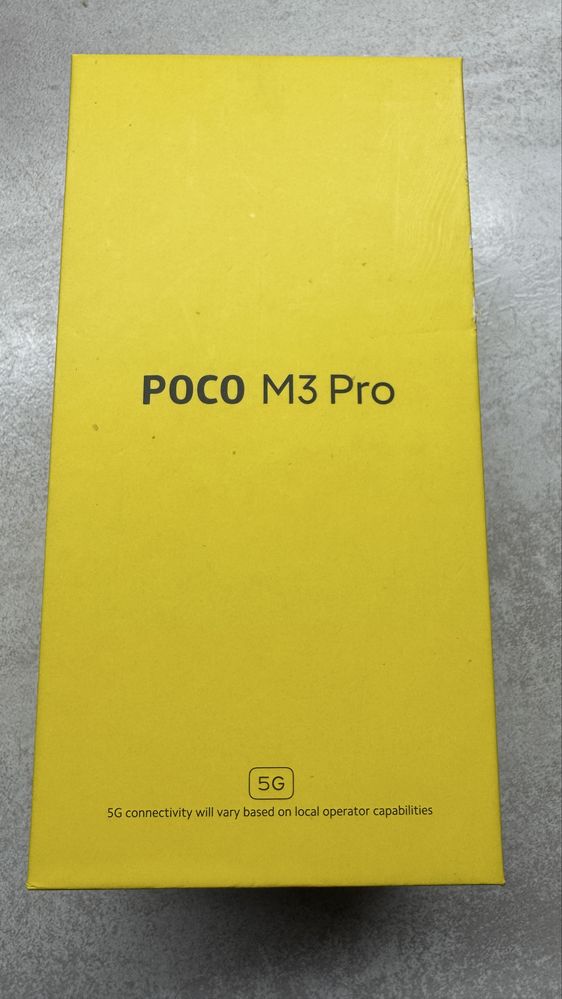 POCO M3 Pro
5G
5G connectivity will vary based on local operator capabilities